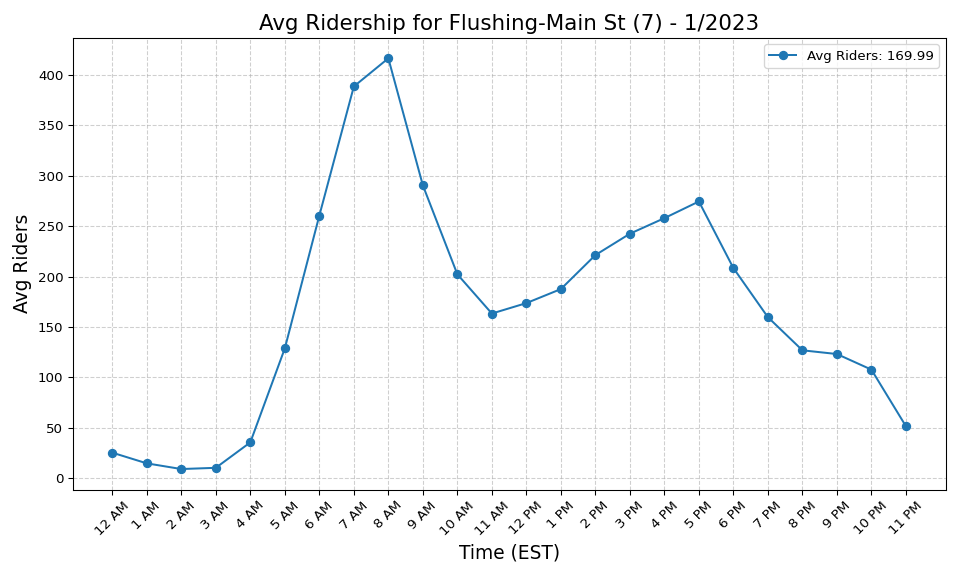 Avg Ridership for Flushing-Main St (7) - 1/2023
Avg Riders: 169.99
Avg Riders
400
350
300
250
200
150
100
50
0
12 AM
1 AM
2 AM
3 AM
4 AM
5 AM
6 AM
7 AM
8 AM
9 AM
10 AM
11 AM
12 PM
1 PM
2 PM
3 PM
4 PM
5 PM
6 PM
7 PM
8 PM
9 PM
10 PM
11 PM
Time (EST)